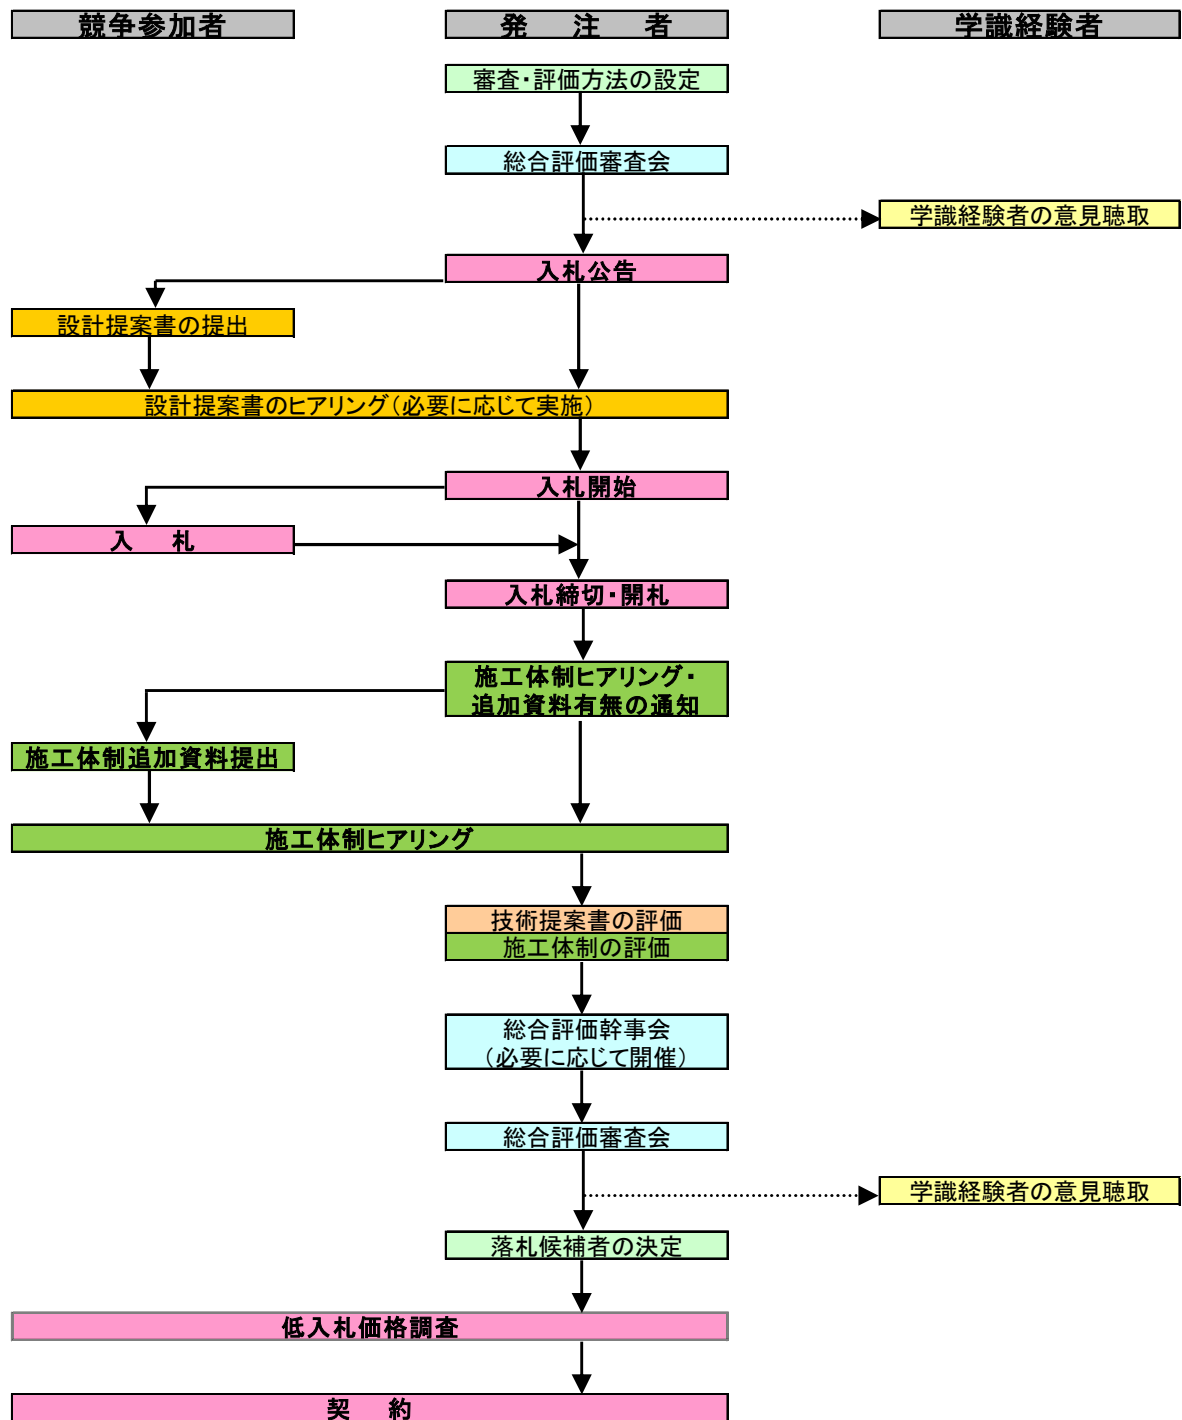 競争参加者
発　注　者
学識経験者
審査・評価方法の設定
総合評価審査会
学識経験者の意見聴取
入札公告
設計提案書の提出
設計提案書のヒアリング（必要に応じて実施）
入札開始
入　札
入札締切・開札
施工体制ヒアリング・
追加資料有無の通知
施工体制追加資料提出
施工体制ヒアリング
技術提案書の評価
施工体制の評価
総合評価幹事会
（必要に応じて開催）
総合評価審査会
学識経験者の意見聴取
落札候補者の決定
低入札価格調査
契　約